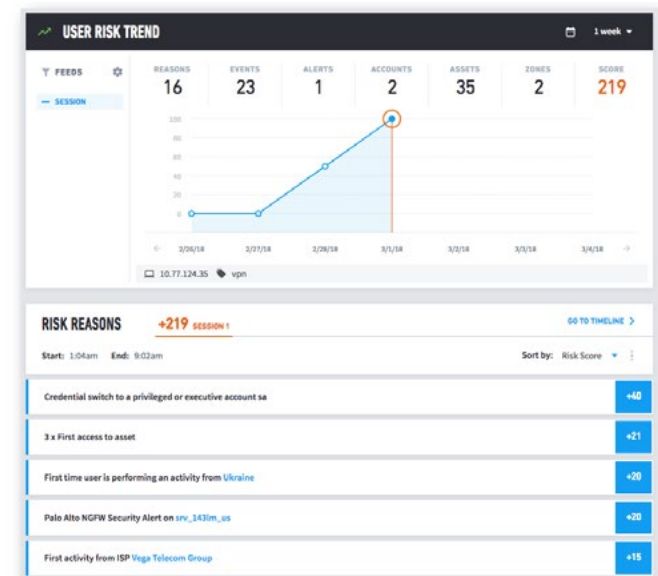 USER RISK TREND
1 week
FEEDS
SESSION
REASONS EVENTS ALERTS ACCOUNTS ASSETS ZONES SCORE
16 23 1 2 35 2 219
100
80
60
40
20
0
2/26/18 2/27/18 2/28/18 3/1/18 3/2/18 3/3/18 3/4/18
10.77.124.35 vpn
RISK REASONS +219 SESSION 1 GO TO TIMELINE
Start: 1:04am End: 9:02am Sort by: Risk Score
Credential switch to a privileged or executive account sa +40
3 x First access to asset +21
First time user is performing an activity from Ukraine +20
Palo Alto NGFW Security Alert on srv_143lm_us +20
First activity from ISP Vega Telecom Group +15